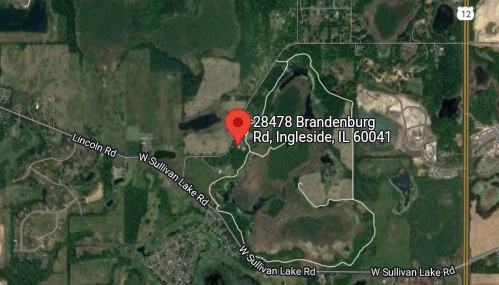 12
28478 Brandenburg
Rd, Ingleside, IL 60041
Lincoln Rd
W Sullivan Lake Rd
W Sullivan Lake Rd
W Sullivan Lake Rd